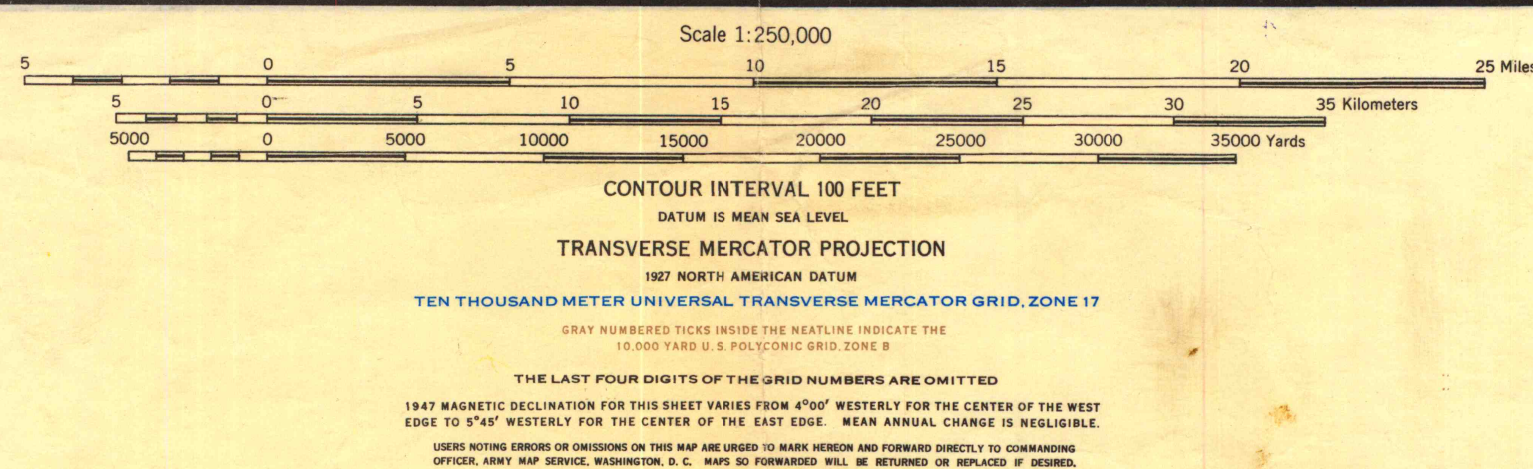 Scale 1:250,000
5 0 5 10 15 20 25 Miles
5 0 5 10 15 20 25 30 35 Kilometers
5000 0 5000 10000 15000 20000 25000 30000 35000 Yards
CONTOUR INTERVAL 100 FEET
DATUM IS MEAN SEA LEVEL
TRANSVERSE MERCATOR PROJECTION
1927 NORTH AMERICAN DATUM
TEN THOUSAND METER UNIVERSAL TRANSVERSE MERCATOR GRID, ZONE 17
GRAY NUMBERED TICKS INSIDE THE NEATLINE INDICATE THE
10,000 YARD U. S. POLYCONIC GRID, ZONE B
THE LAST FOUR DIGITS OF THE GRID NUMBERS ARE OMITTED
1947 MAGNETIC DECLINATION FOR THIS SHEET VARIES FROM 4°00′ WESTERLY FOR THE CENTER OF THE WEST
EDGE TO 5°45′ WESTERLY FOR THE CENTER OF THE EAST EDGE. MEAN ANNUAL CHANGE IS NEGLIGIBLE.
USERS NOTING ERRORS OR OMISSIONS ON THIS MAP ARE URGED TO MARK HEREON AND FORWARD DIRECTLY TO COMMANDING
OFFICER, ARMY MAP SERVICE, WASHINGTON, D. C. MAPS SO FORWARDED WILL BE RETURNED OR REPLACED IF DESIRED.